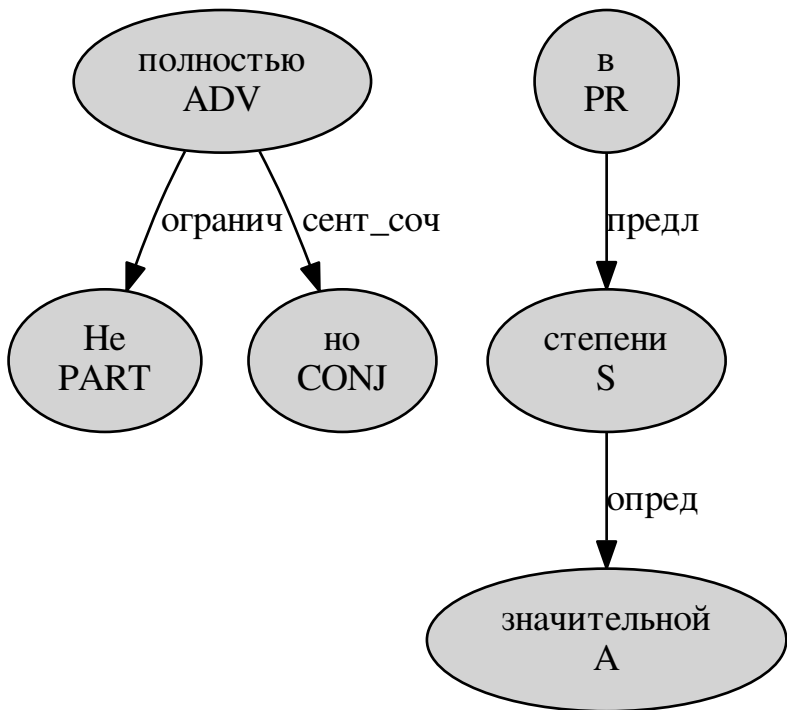 полностью
ADV
в
PR
огранич
сент_соч
предл
Не
PART
но
CONJ
степени
S
опред
значительной
A